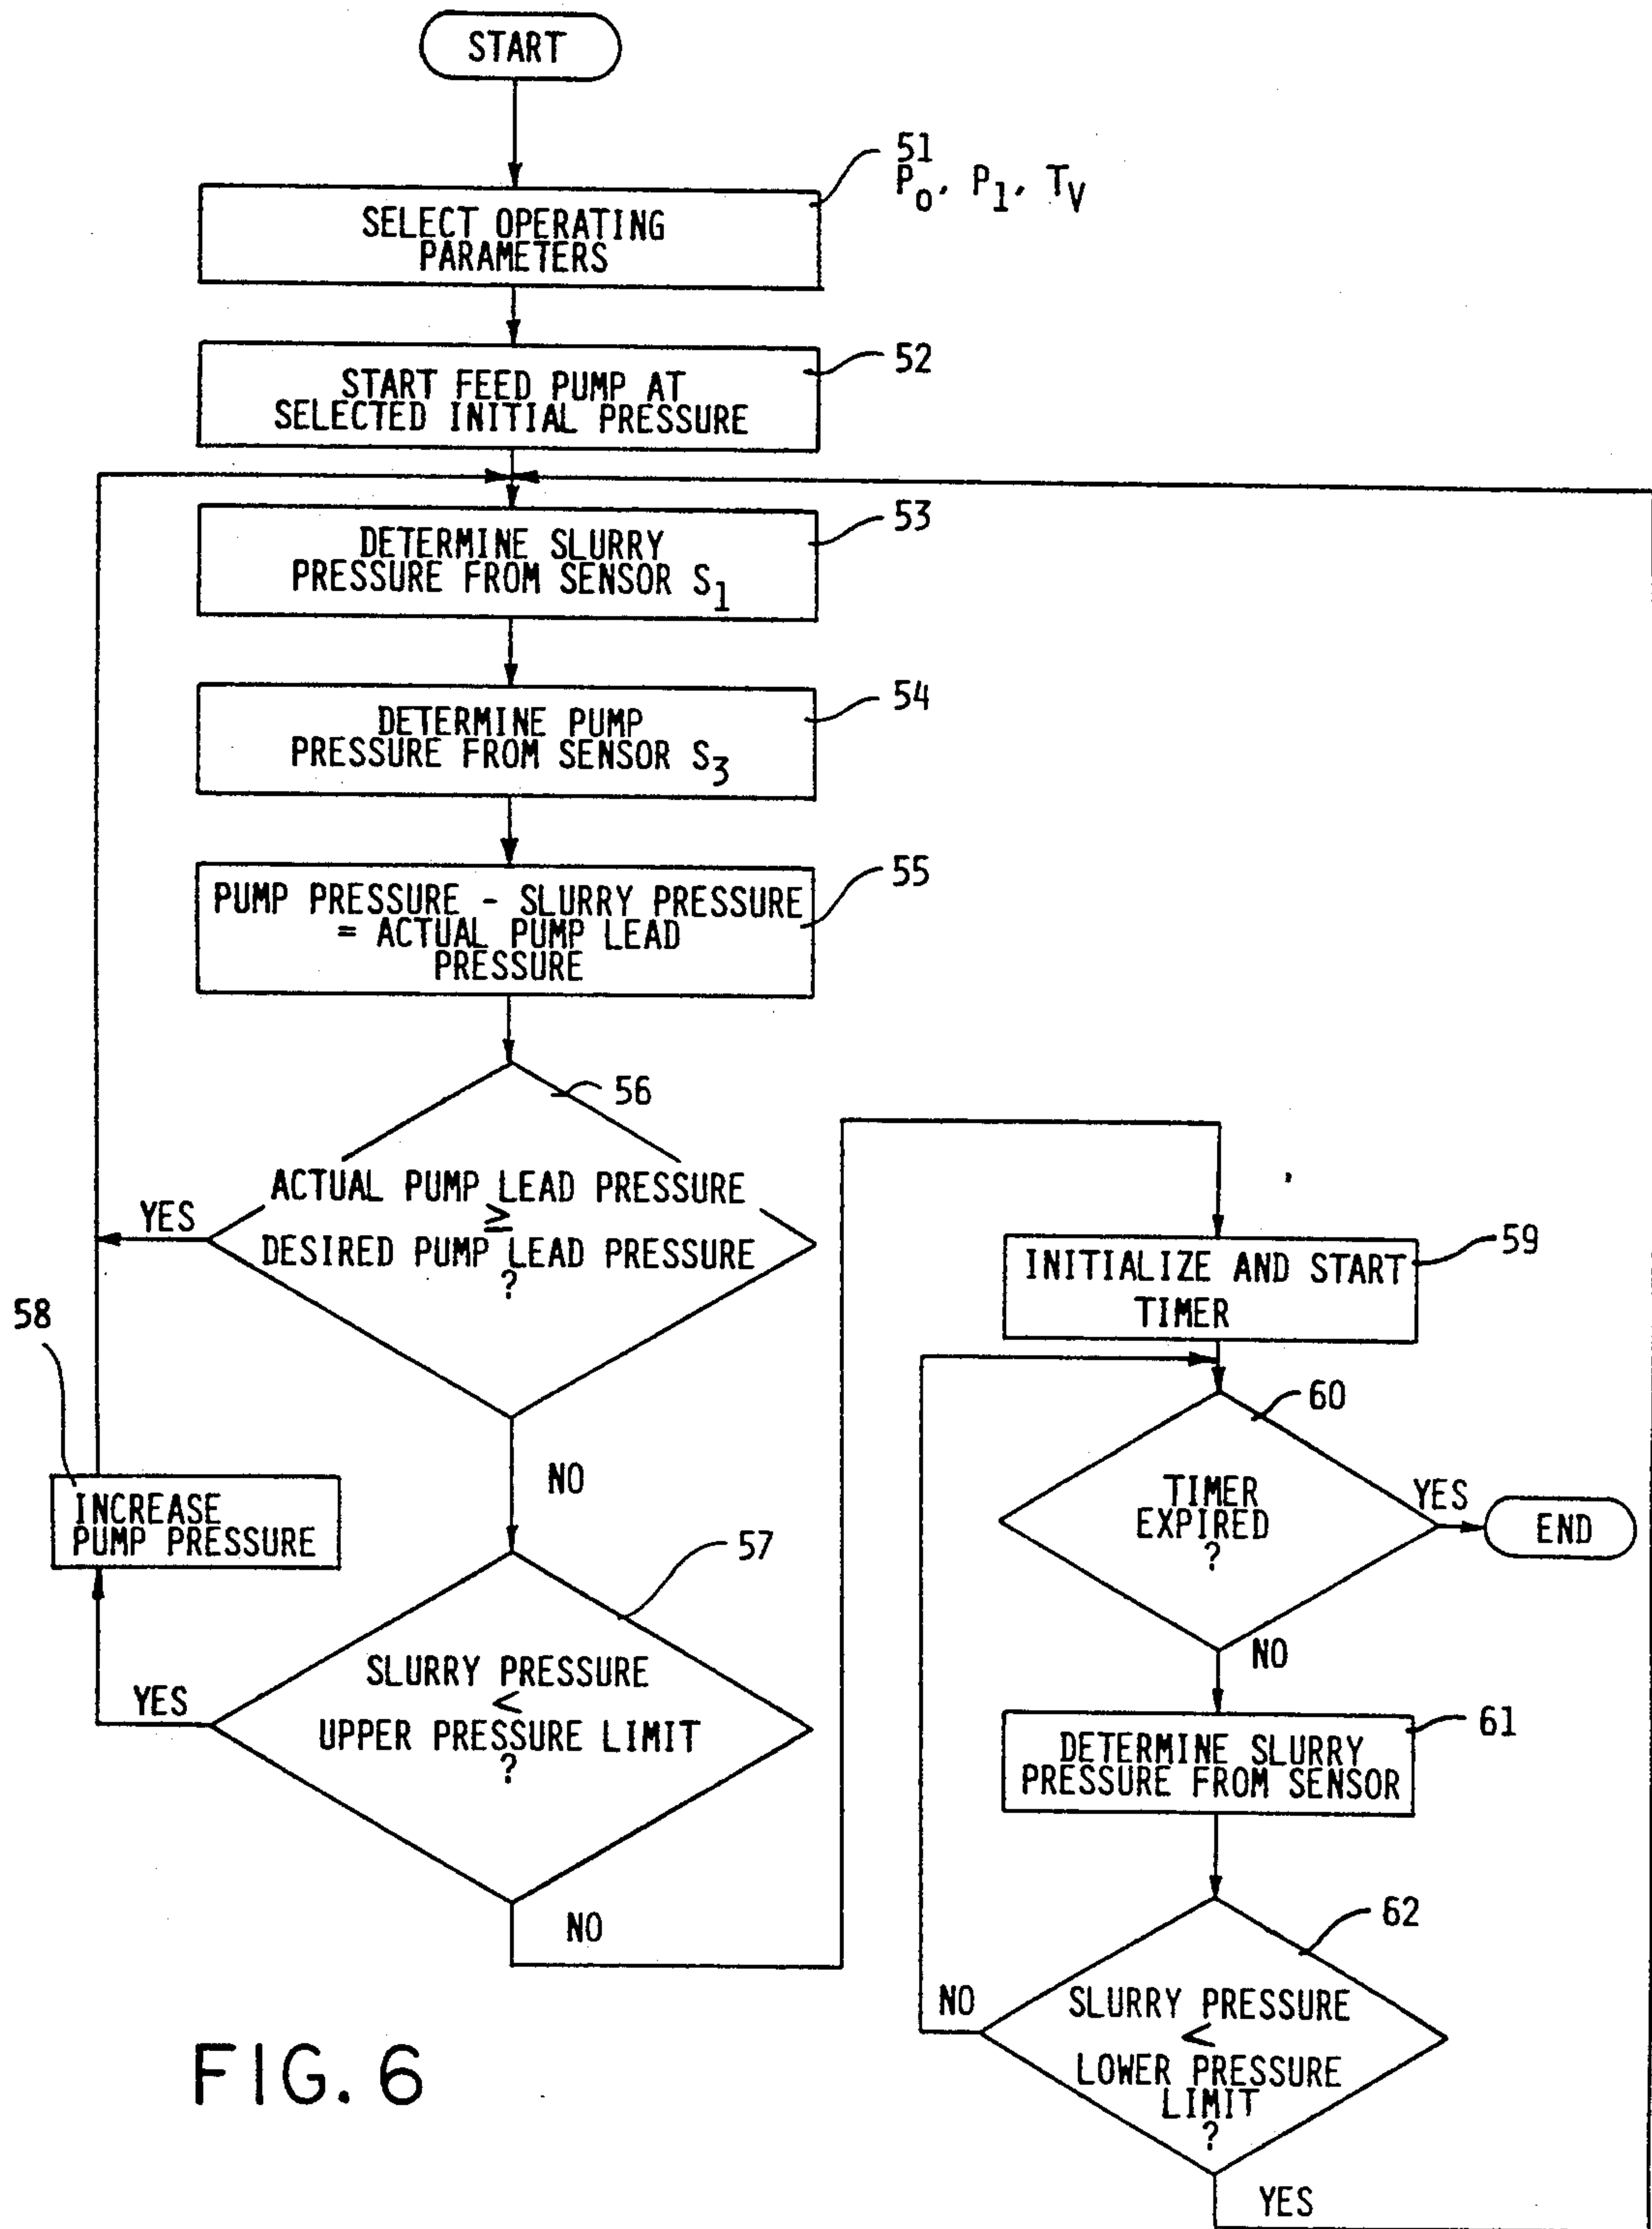 START
51
P0, P1, TV
SELECT OPERATING
PARAMETERS
52
START FEED PUMP AT
SELECTED INITIAL PRESSURE
53
DETERMINE SLURRY
PRESSURE FROM SENSOR S1
54
DETERMINE PUMP
PRESSURE FROM SENSOR S3
55
PUMP PRESSURE - SLURRY PRESSURE
= ACTUAL PUMP LEAD
PRESSURE
56
ACTUAL PUMP LEAD PRESSURE
≥
DESIRED PUMP LEAD PRESSURE
?
YES
NO
58
INCREASE
PUMP PRESSURE
57
SLURRY PRESSURE
<
UPPER PRESSURE LIMIT
?
YES
NO
59
INITIALIZE AND START
TIMER
60
TIMER
EXPIRED
?
YES
END
NO
61
DETERMINE SLURRY
PRESSURE FROM SENSOR
62
SLURRY PRESSURE
<
LOWER PRESSURE
LIMIT
?
NO
YES
FIG. 6